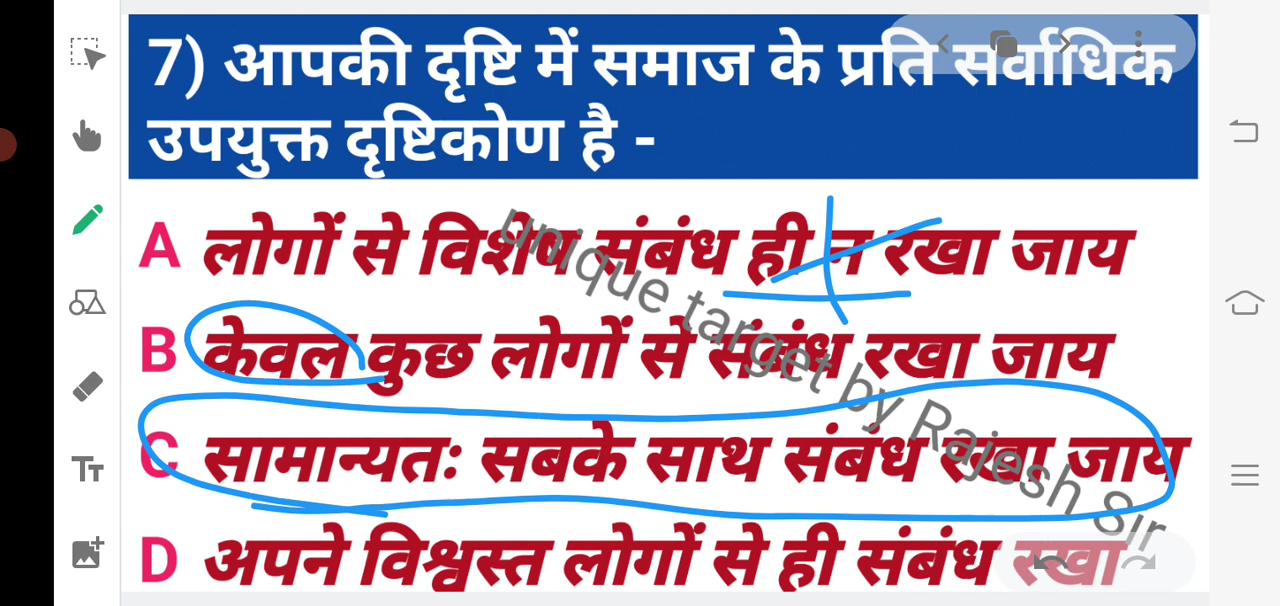 7) आपकी दृष्टि में समाज के प्रति सर्वाधिक
उपयुक्त दृष्टिकोण है -
A लोगों से विशेष संबंध ही न रखा जाय
B केवल कुछ लोगों से संबंध रखा जाय
C सामान्यतः सबके साथ संबंध रखा जाय
D अपने विश्वस्त लोगों से ही संबंध रखा
unique target by Rajesh Sir
Tт